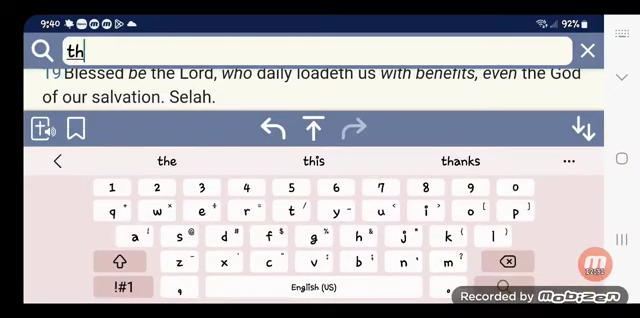 9:40
92%
th
19 Blessed be the Lord, who daily loadeth us with benefits, even the God
of our salvation. Selah.
the this thanks ...
1 2 3 4 5 6 7 8 9 0
q + w × e ÷ r = t / y _ u < i > o [ p ]
a ! s @ d # f $ g % h & j * k ( l )
z - x ' c " v : b ; n , m ?
!#1 , English (US) .
12:51
Recorded by Mobizen